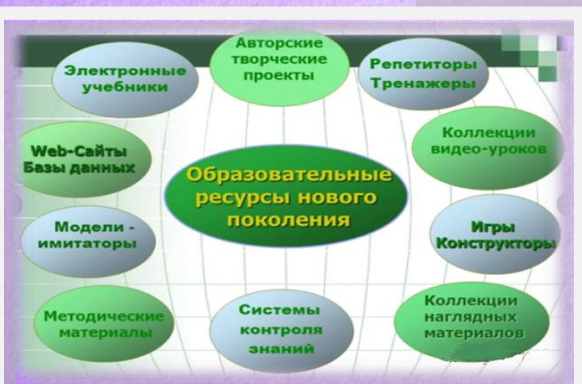 Авторские
творческие
проекты
Электронные
учебники
Репетиторы
Тренажеры
Web-Сайты
Базы данных
Коллекции
видео-уроков
Образовательные
ресурсы нового
поколения
Модели -
имитаторы
Игры
Конструкторы
Методические
материалы
Системы
контроля
знаний
Коллекции
наглядных
материалов